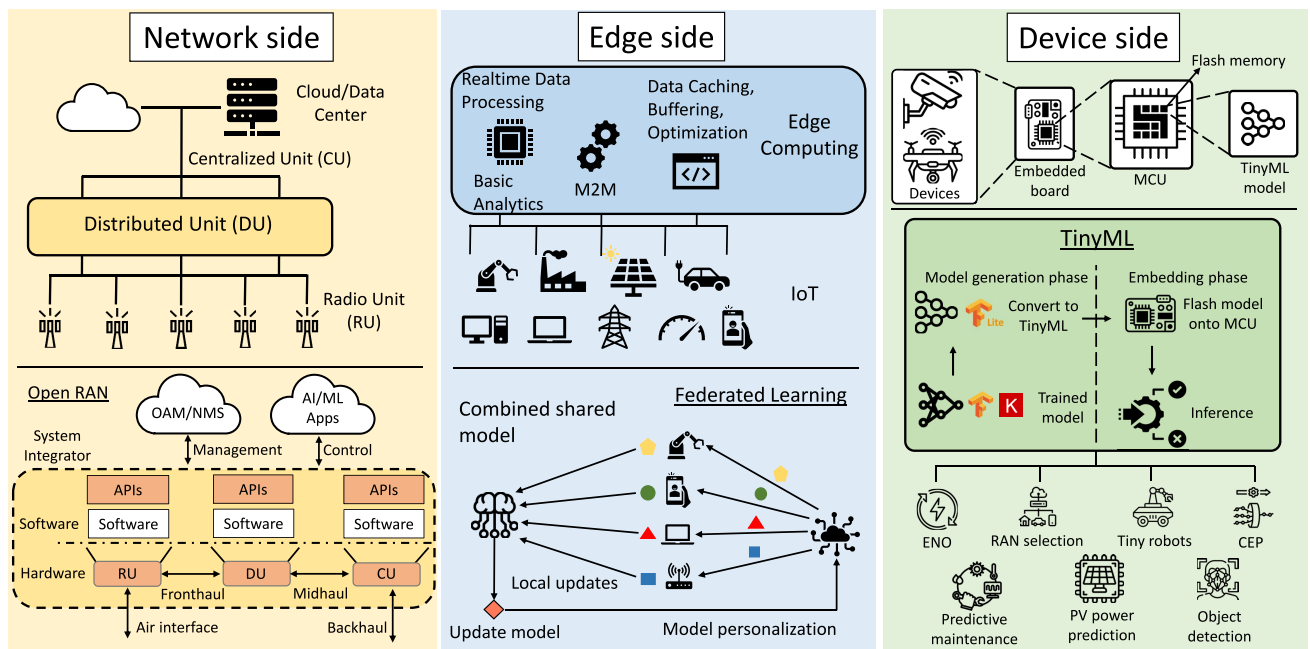 Network side
Cloud/Data
Center
Centralized Unit (CU)
Distributed Unit (DU)
Radio Unit
(RU)
Open RAN
OAM/NMS
AI/ML
Apps
System
Integrator
Management
Control
APIs
APIs
APIs
Software
Software
Software
Software
Hardware
RU
DU
CU
Fronthaul
Midhaul
Air interface
Backhaul
Edge side
Realtime Data
Processing
Data Caching,
Buffering,
Optimization
Edge
Computing
Basic
Analytics
M2M
</>
IoT
Federated Learning
Combined shared
model
Local updates
Update model
Model personalization
Device side
Flash memory
Devices
Embedded
board
MCU
TinyML
model
TinyML
Model generation phase
Embedding phase
Lite
Convert to
TinyML
Flash model
onto MCU
K
Trained
model
Inference
ENO
RAN selection
Tiny robots
CEP
Predictive
maintenance
PV power
prediction
Object
detection